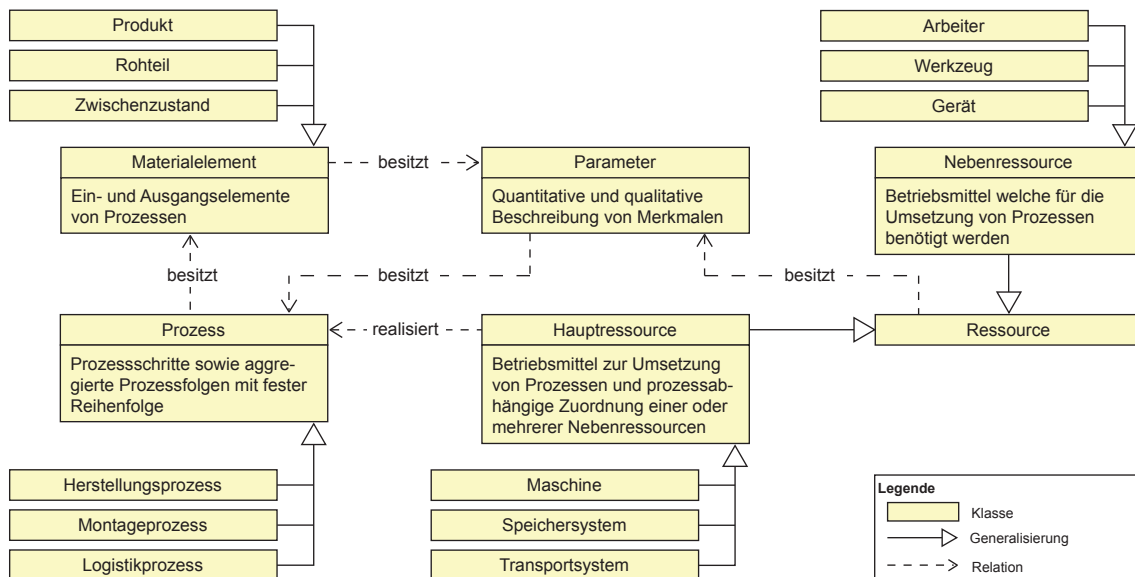 Produkt
Rohteil
Zwischenzustand
Arbeiter
Werkzeug
Gerät
Materialelement
Ein- und Ausgangselemente
von Prozessen
besitzt
Parameter
Quantitative und qualitative
Beschreibung von Merkmalen
Nebenressource
Betriebsmittel welche für die
Umsetzung von Prozessen
benötigt werden
besitzt
besitzt
besitzt
Prozess
Prozessschritte sowie aggre-
gierte Prozessfolgen mit fester
Reihenfolge
realisiert
Hauptressource
Betriebsmittel zur Umsetzung
von Prozessen und prozessab-
hängige Zuordnung einer oder
mehrerer Nebenressourcen
Ressource
Herstellungsprozess
Montageprozess
Logistikprozess
Maschine
Speichersystem
Transportsystem
Legende
Klasse
Generalisierung
Relation